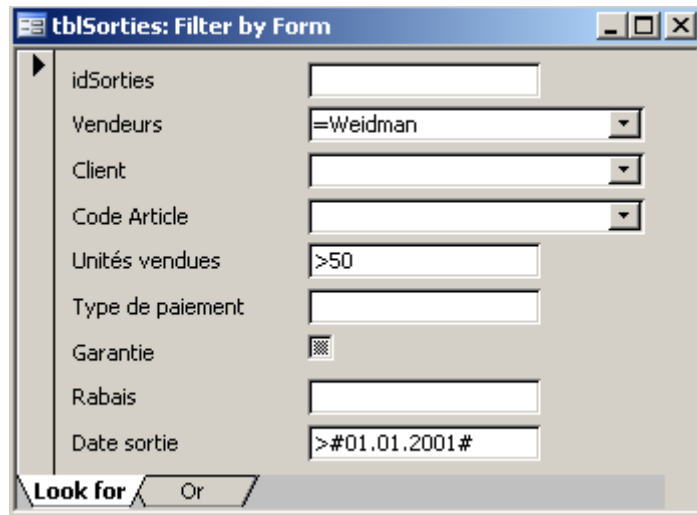 tblSorties: Filter by Form
idSorties
Vendeurs =Weidman
Client
Code Article
Unités vendues >50
Type de paiement
Garantie
Rabais
Date sortie >#01.01.2001#
Look for Or